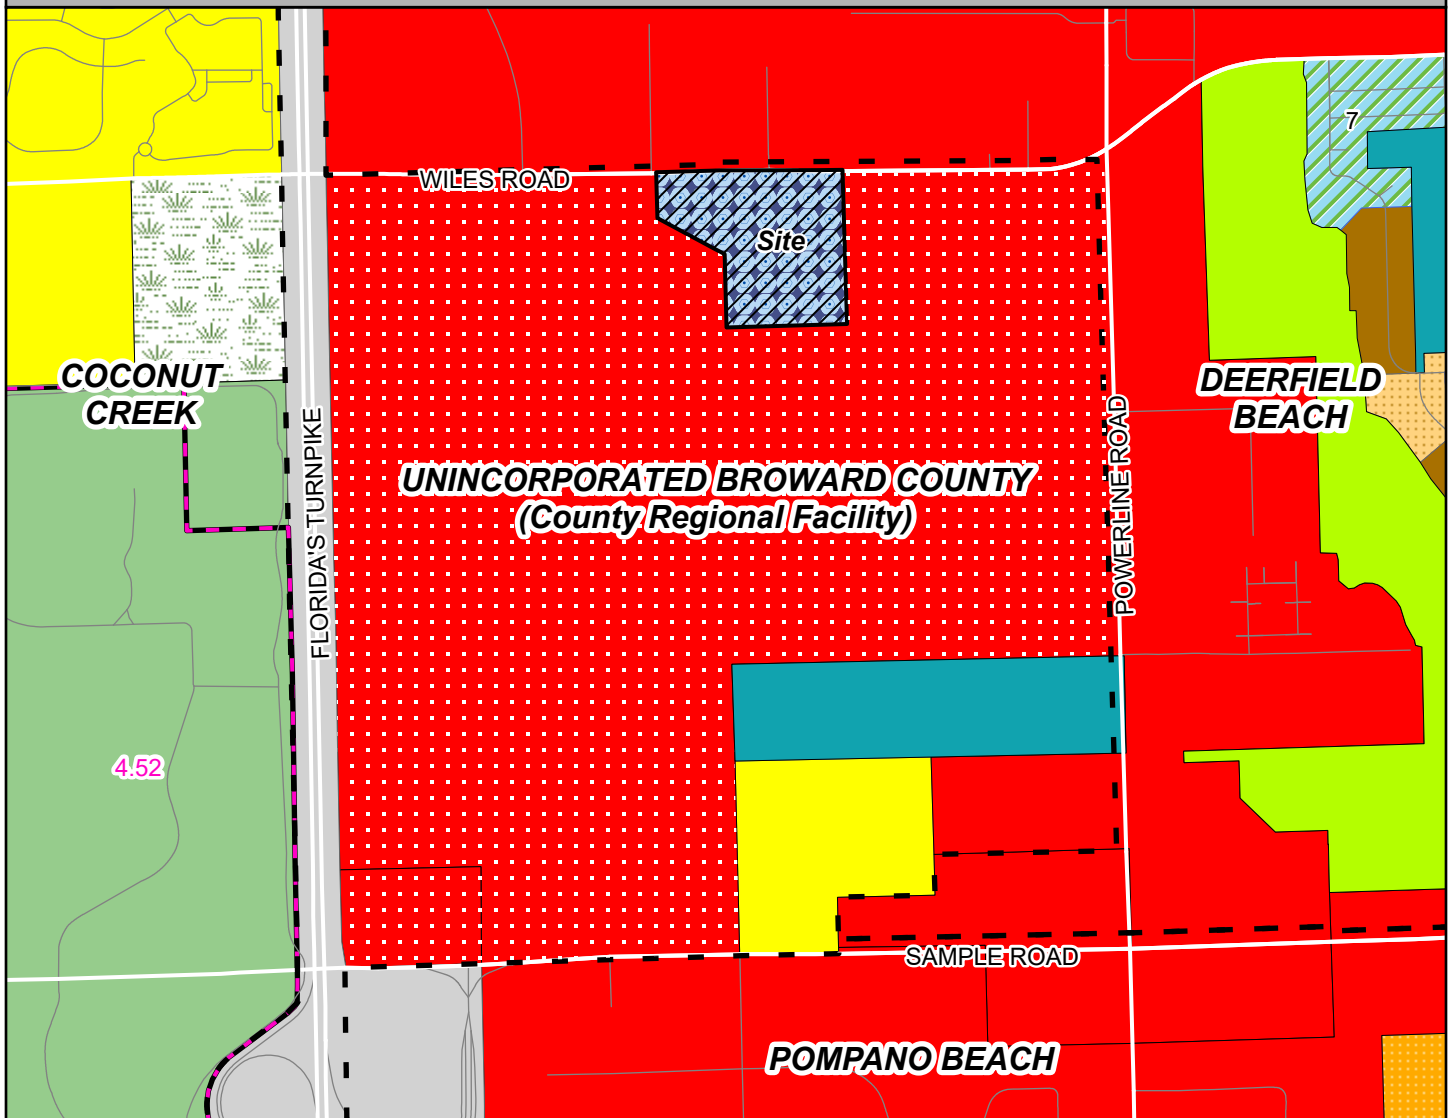 7
WILES ROAD
Site
COCONUT
CREEK
DEERFIELD
BEACH
FLORIDA'S TURNPIKE
POWERLINE ROAD
UNINCORPORATED BROWARD COUNTY
(County Regional Facility)
4.52
SAMPLE ROAD
POMPANO BEACH